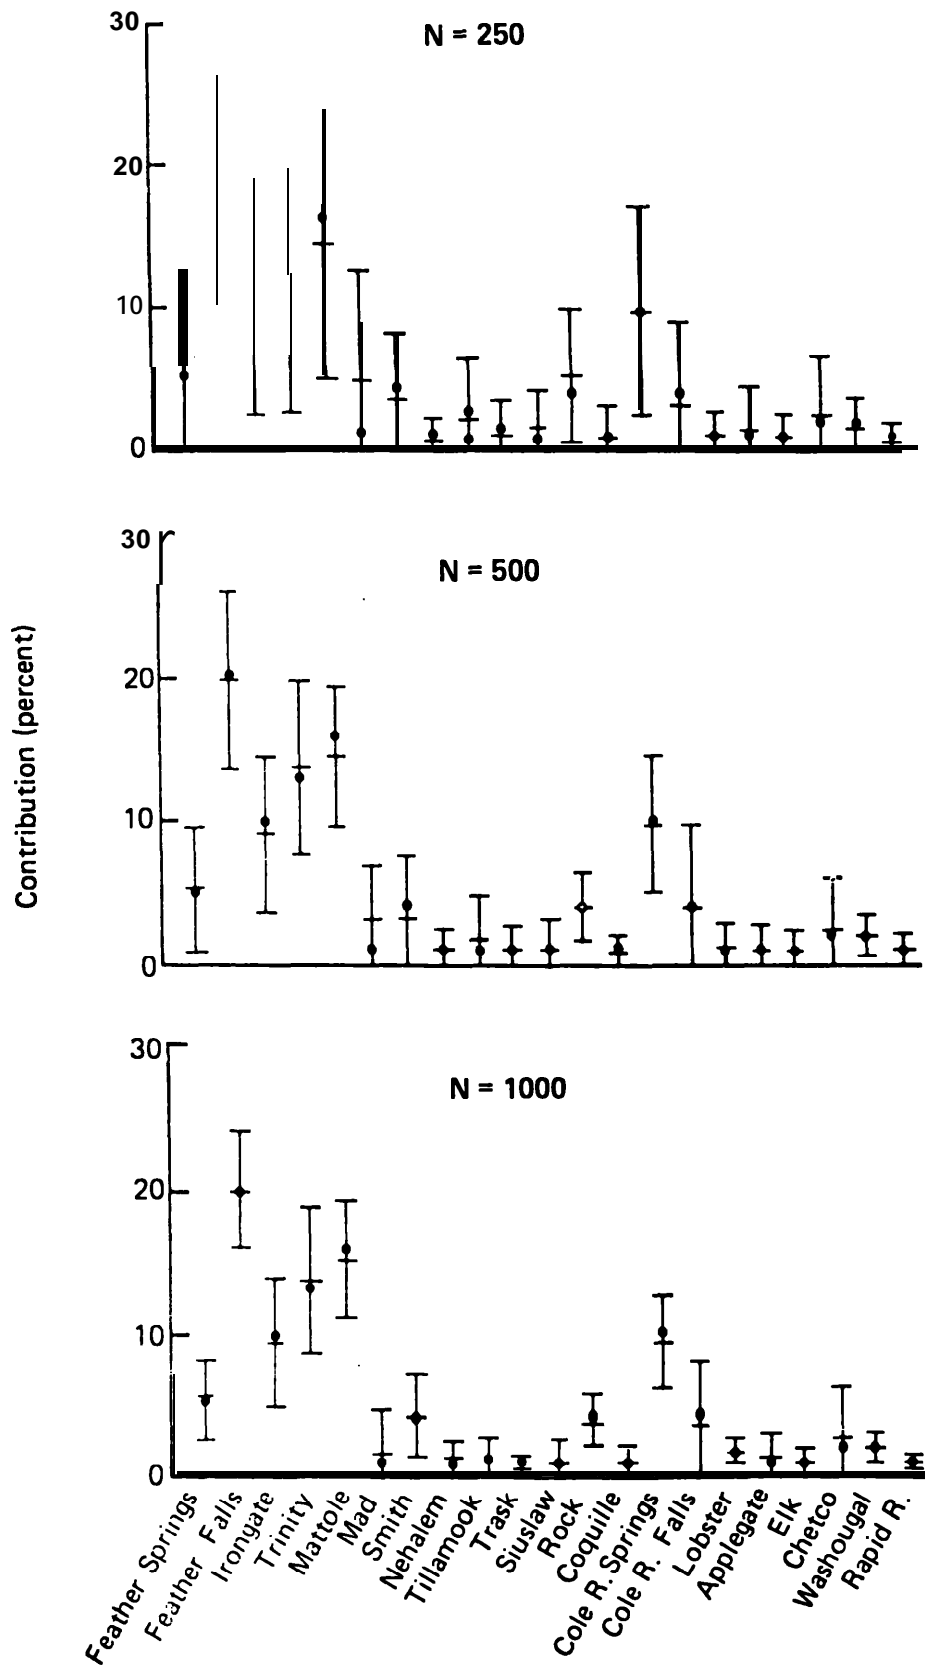 30
N = 250
20
10
0
30
N = 500
20
10
0
Contribution (percent)
30
N = 1000
20
10
0
Feather Springs
Feather Falls
Irongate
Trinity
Mattole
Mad
Smith
Nehalem
Tillamook
Trask
Siuslaw
Rock
Coquille
Cole R. Springs
Cole R. Falls
Lobster
Applegate
Elk
Chetco
Washougal
Rapid R.